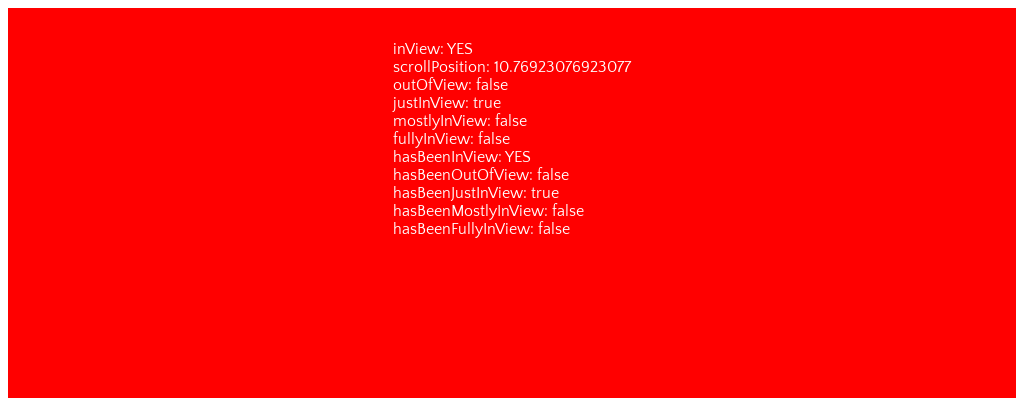 inView: YES
scrollPosition: 10.76923076923077
outOfView: false
justInView: true
mostlyInView: false
fullyInView: false
hasBeenInView: YES
hasBeenOutOfView: false
hasBeenJustInView: true
hasBeenMostlyInView: false
hasBeenFullyInView: false